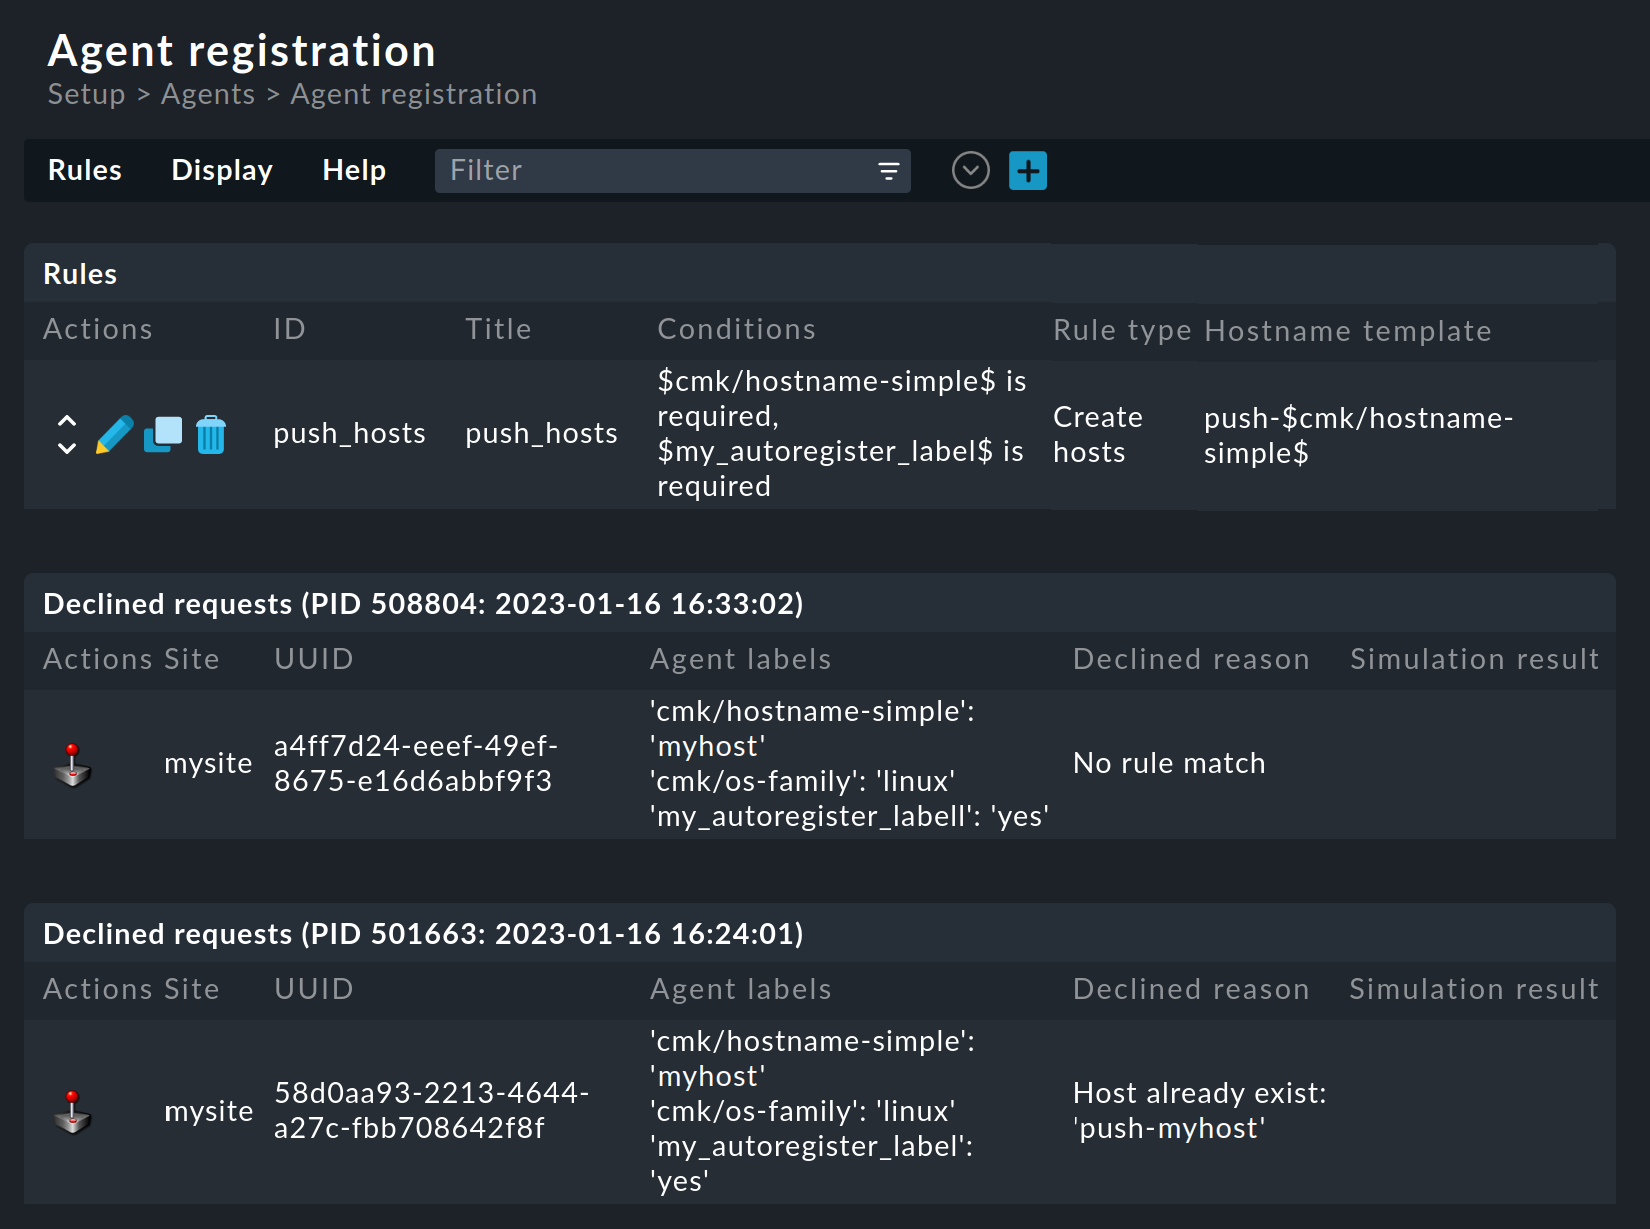 Agent registration
Setup > Agents > Agent registration
Rules Display Help Filter
Rules
Actions ID Title Conditions Rule type Hostname template
push_hosts push_hosts $cmk/hostname-simple$ is required, $my_autoregister_label$ is required Create hosts push-$cmk/hostname-simple$
Declined requests (PID 508804: 2023-01-16 16:33:02)
Actions Site UUID Agent labels Declined reason Simulation result
mysite a4ff7d24-eeef-49ef-8675-e16d6abbf9f3 'cmk/hostname-simple': 'myhost' 'cmk/os-family': 'linux' 'my_autoregister_labell': 'yes' No rule match
Declined requests (PID 501663: 2023-01-16 16:24:01)
Actions Site UUID Agent labels Declined reason Simulation result
mysite 58d0aa93-2213-4644-a27c-fbb708642f8f 'cmk/hostname-simple': 'myhost' 'cmk/os-family': 'linux' 'my_autoregister_label': 'yes' Host already exist: 'push-myhost'